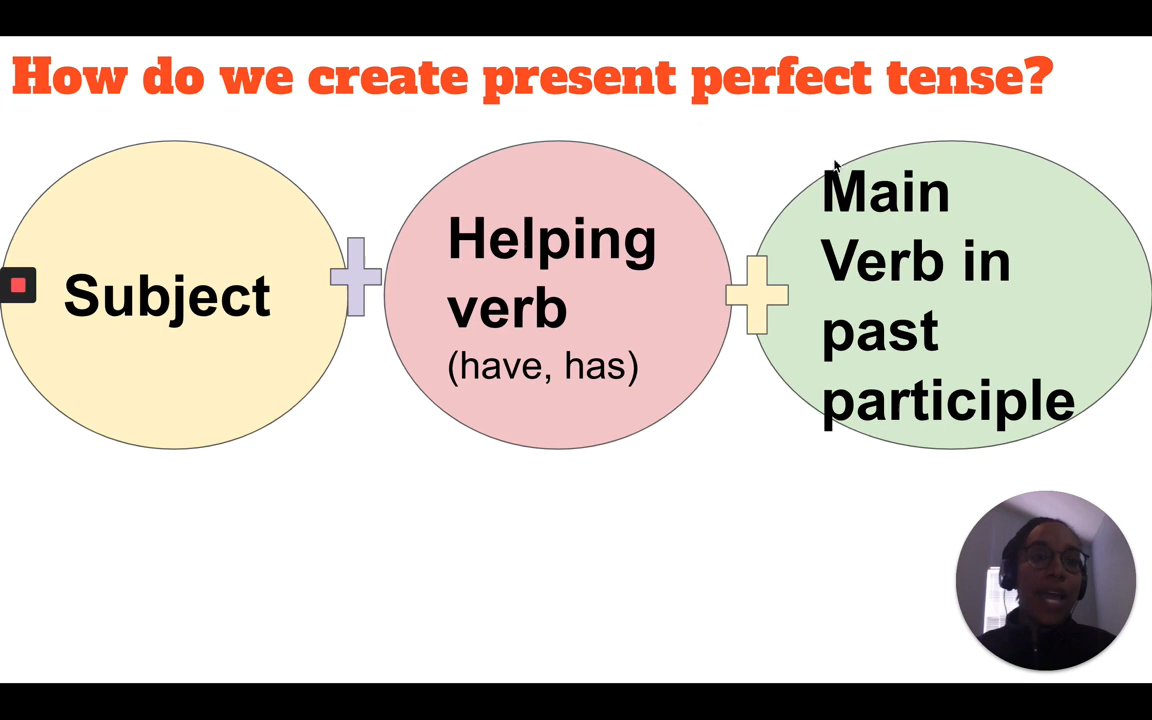 How do we create present perfect tense?
Subject
Helping
verb
(have, has)
Main
Verb in
past
participle